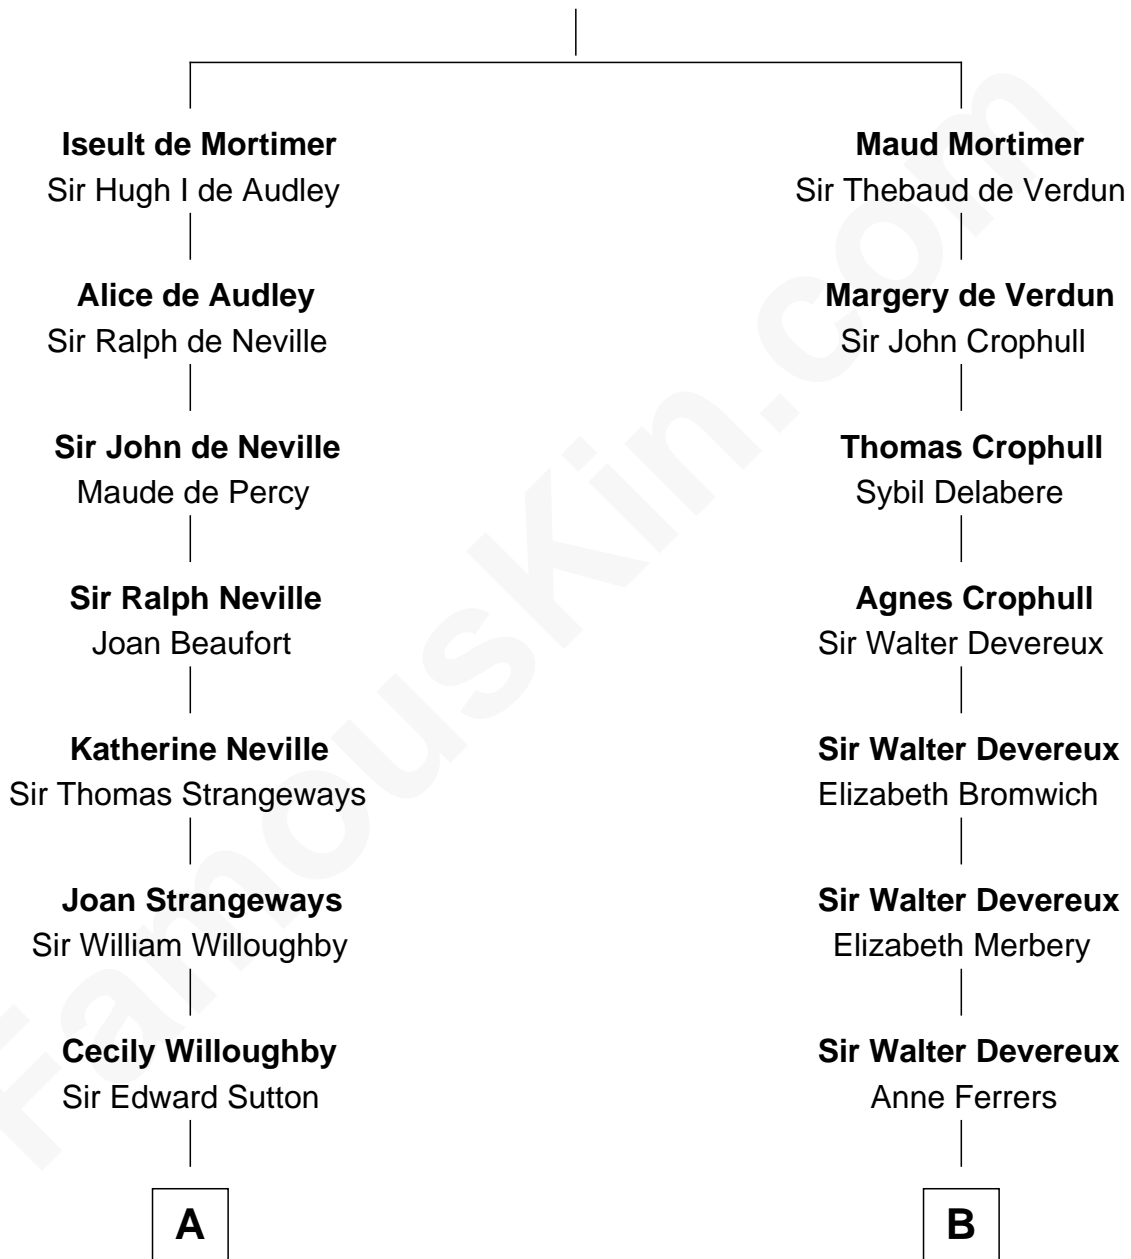 Iseult de Mortimer
Sir Hugh I de Audley
Alice de Audley
Sir Ralph de Neville
Sir John de Neville
Maude de Percy
Sir Ralph Neville
Joan Beaufort
Katherine Neville
Sir Thomas Strangeways
Joan Strangeways
Sir William Willoughby
Cecily Willoughby
Sir Edward Sutton
A
Maud Mortimer
Sir Thebaud de Verdun
Margery de Verdun
Sir John Crophull
Thomas Crophull
Sybil Delabere
Agnes Crophull
Sir Walter Devereux
Sir Walter Devereux
Elizabeth Bromwich
Sir Walter Devereux
Elizabeth Merbery
Sir Walter Devereux
Anne Ferrers
B
FamousKin.com